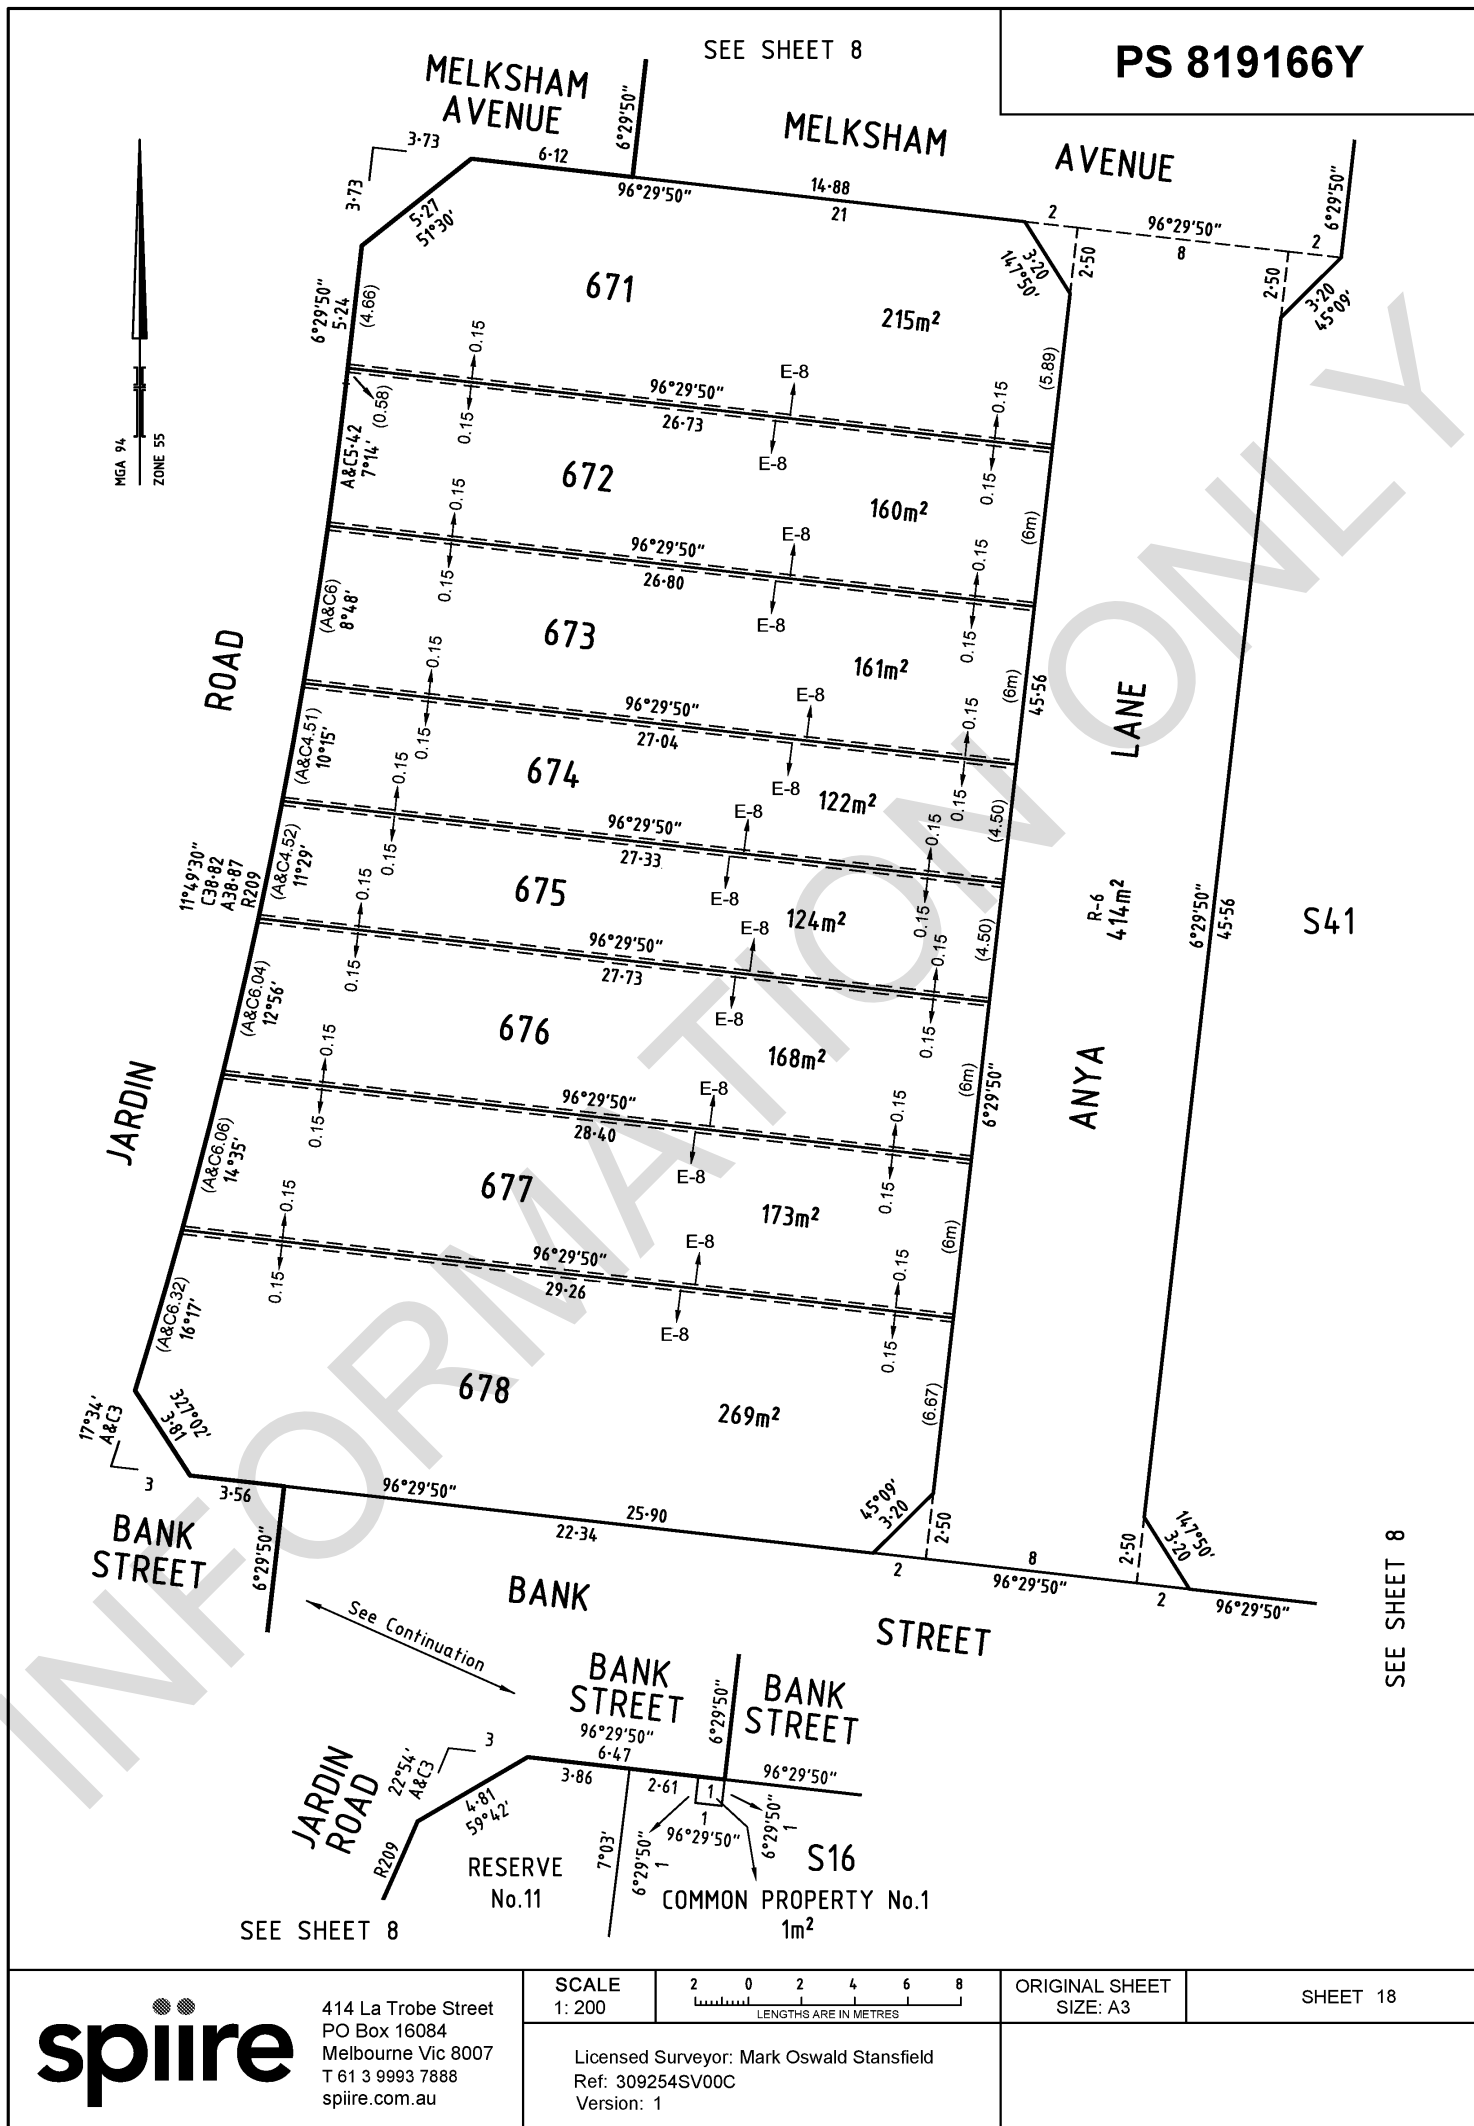 SEE SHEET 8
PS 819166Y
MELKSHAM
AVENUE
6°29'50"
MELKSHAM
AVENUE
6°29'50"
3·73
3·73
6·12
96°29'50"
14·88
21
2
96°29'50"
8
2
5·27
51°30'
3·20
147°50'
2·50
2·50
3·20
45°09'
MGA 94
ZONE 55
6°29'50"
5·24
(4.66)
671
215m²
(5.89)
0.15
0.15
(0.58)
96°29'50"
26·73
E-8
E-8
0.15
0.15
A&C5·42
7°14'
672
160m²
(6m)
0.15
0.15
96°29'50"
26·80
E-8
E-8
0.15
0.15
(A&C6)
8°48'
673
161m²
(6m)
45·56
0.15
0.15
96°29'50"
27·04
E-8
E-8
0.15
0.15
(A&C4.51)
10°15'
674
122m²
(4.50)
0.15
0.15
96°29'50"
27·33
E-8
E-8
0.15
0.15
11°49'30"
C38·82
A38·87
R209
(A&C4.52)
11°29'
675
124m²
(4.50)
0.15
0.15
96°29'50"
27·73
E-8
E-8
0.15
0.15
(A&C6.04)
12°56'
676
168m²
(6m)
6°29'50"
0.15
0.15
96°29'50"
28·40
E-8
E-8
0.15
0.15
(A&C6.06)
14°35'
677
173m²
(6m)
0.15
0.15
96°29'50"
29·26
E-8
E-8
0.15
0.15
(A&C6.32)
16°17'
678
269m²
(6.67)
JARDIN
ROAD
ANYA
LANE
R-6
414m²
6°29'50"
45·56
S41
17°34'
A&C3
3
327°02'
3·81
3·56
96°29'50"
25·90
22·34
45°09'
3·20
2·50
2
8
96°29'50"
2·50
2
147°50'
3·20
96°29'50"
SEE SHEET 8
BANK
STREET
6°29'50"
BANK
STREET
See Continuation
BANK
STREET
6°29'50"
BANK
STREET
96°29'50"
6·47
3·86
2·61
1
96°29'50"
JARDIN
ROAD
22°54'
A&C3
3
4·81
59°42'
R209
7°03'
6°29'50"
1
1
96°29'50"
6°29'50"
1
S16
RESERVE
No.11
COMMON PROPERTY No.1
1m²
SEE SHEET 8
INFORMATION ONLY
spiire
414 La Trobe Street
PO Box 16084
Melbourne Vic 8007
T 61 3 9993 7888
spiire.com.au
SCALE
1: 200
2 0 2 4 6 8
LENGTHS ARE IN METRES
ORIGINAL SHEET
SIZE: A3
SHEET 18
Licensed Surveyor: Mark Oswald Stansfield
Ref: 309254SV00C
Version: 1